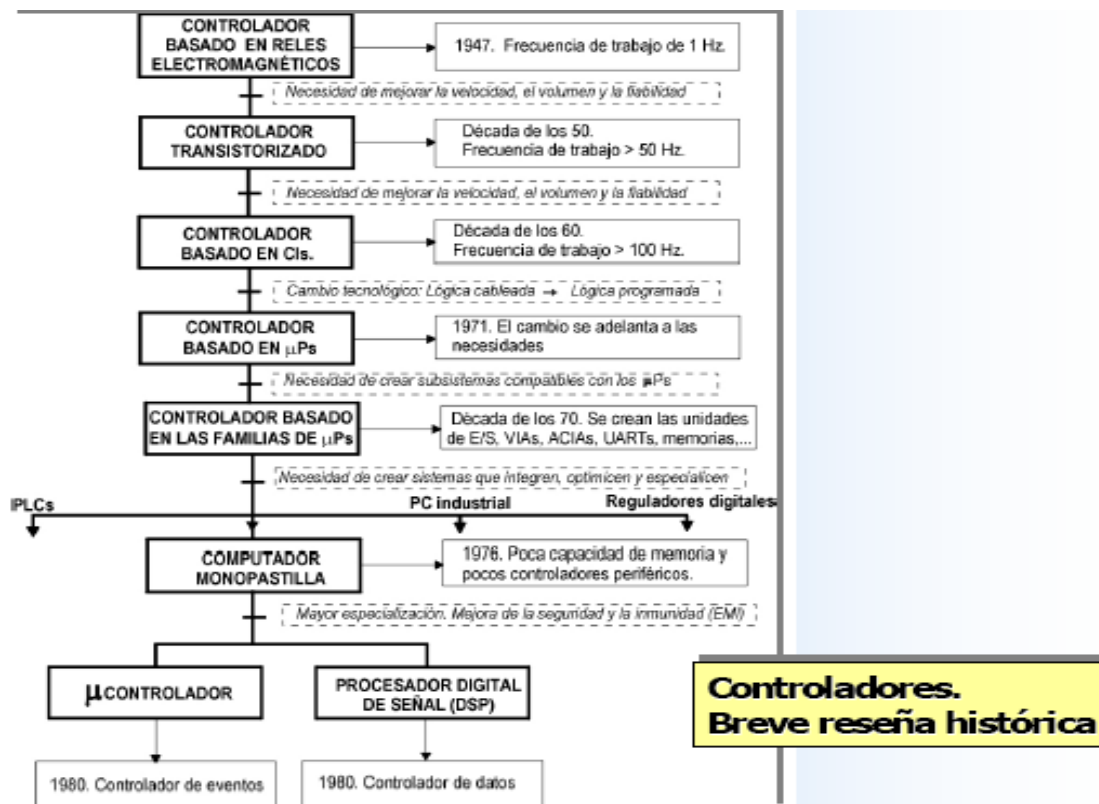 CONTROLADOR
BASADO EN RELES
ELECTROMAGNÉTICOS
1947. Frecuencia de trabajo de 1 Hz.
Necesidad de mejorar la velocidad, el volumen y la fiabilidad
CONTROLADOR
TRANSISTORIZADO
Década de los 50.
Frecuencia de trabajo > 50 Hz.
Necesidad de mejorar la velocidad, el volumen y la fiabilidad
CONTROLADOR
BASADO EN CIs.
Década de los 60.
Frecuencia de trabajo > 100 Hz.
Cambio tecnológico: Lógica cableada → Lógica programada
CONTROLADOR
BASADO EN µPs
1971. El cambio se adelanta a las
necesidades
Necesidad de crear subsistemas compatibles con los µPs
CONTROLADOR BASADO
EN LAS FAMILIAS DE µPs
Década de los 70. Se crean las unidades
de E/S, VIAs, ACIAs, UARTs, memorias,...
Necesidad de crear sistemas que integren, optimicen y especialicen
PLCs
PC industrial
Reguladores digitales
COMPUTADOR
MONOPASTILLA
1976. Poca capacidad de memoria y
pocos controladores periféricos.
Mayor especialización. Mejora de la seguridad y la inmunidad (EMI)
µCONTROLADOR
PROCESADOR DIGITAL
DE SEÑAL (DSP)
1980. Controlador de eventos
1980. Controlador de datos
Controladores.
Breve reseña histórica